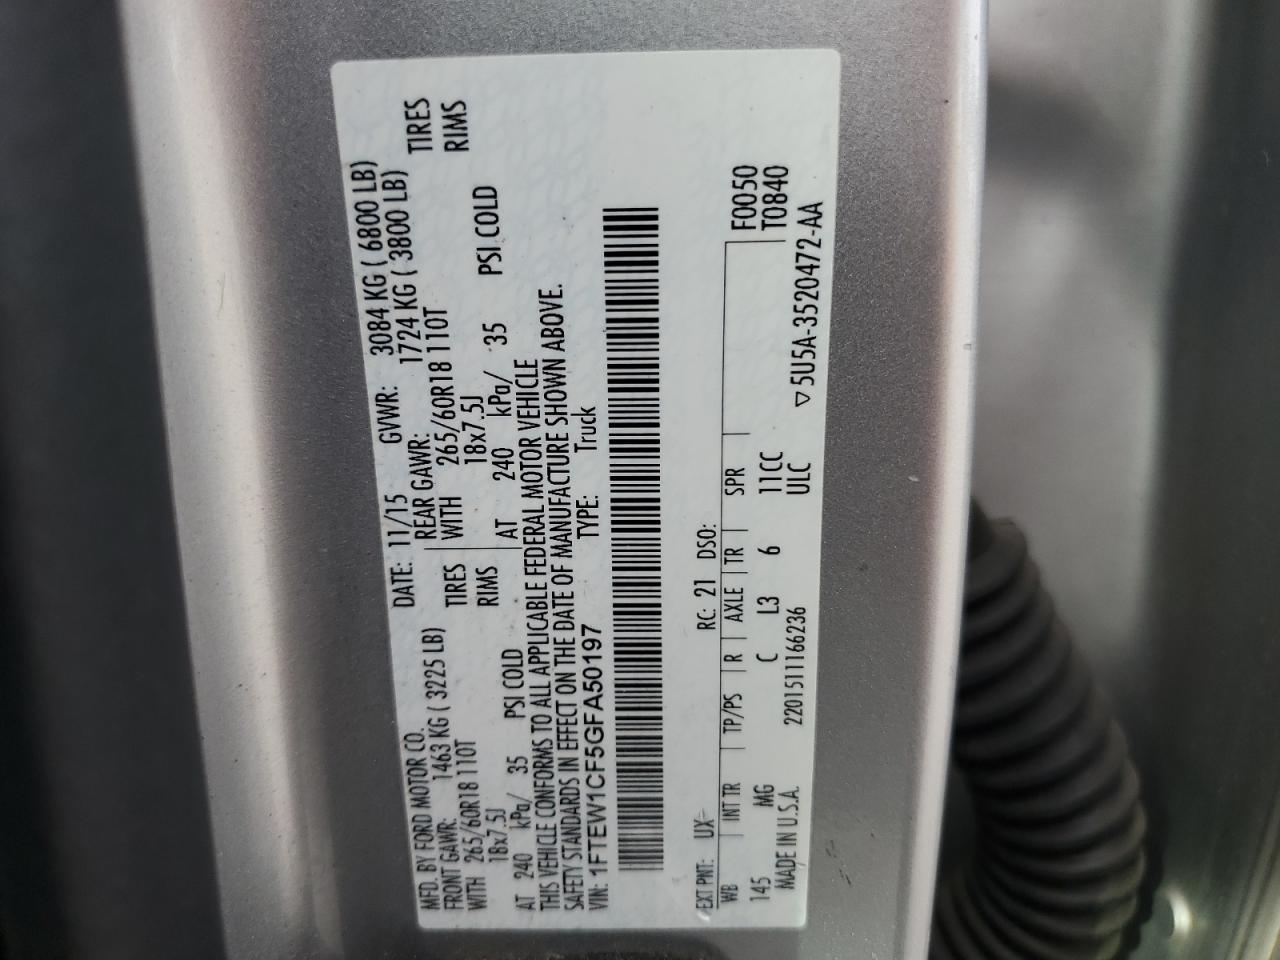 MFD. BY FORD MOTOR CO.
DATE: 11/15 GVWR: 3084 KG ( 6800 LB)
FRONT GAWR: 1463 KG ( 3225 LB) REAR GAWR: 1724 KG ( 3800 LB)
WITH 265/60R18 110T TIRES WITH 265/60R18 110T TIRES
18x7.5J RIMS 18x7.5J RIMS
AT 240 kPa/ 35 PSI COLD AT 240 kPa/ 35 PSI COLD
THIS VEHICLE CONFORMS TO ALL APPLICABLE FEDERAL MOTOR VEHICLE
SAFETY STANDARDS IN EFFECT ON THE DATE OF MANUFACTURE SHOWN ABOVE.
VIN: 1FTEW1CF5GFA50197 TYPE: Truck
EXT PNT: UX RC: 21 DSO:
WB INT TR TP/PS R AXLE TR SPR F0050
145 MG C L3 6 11CC T0840
MADE IN U.S.A. 2201511166236 ULC ▽5U5A-3520472-AA